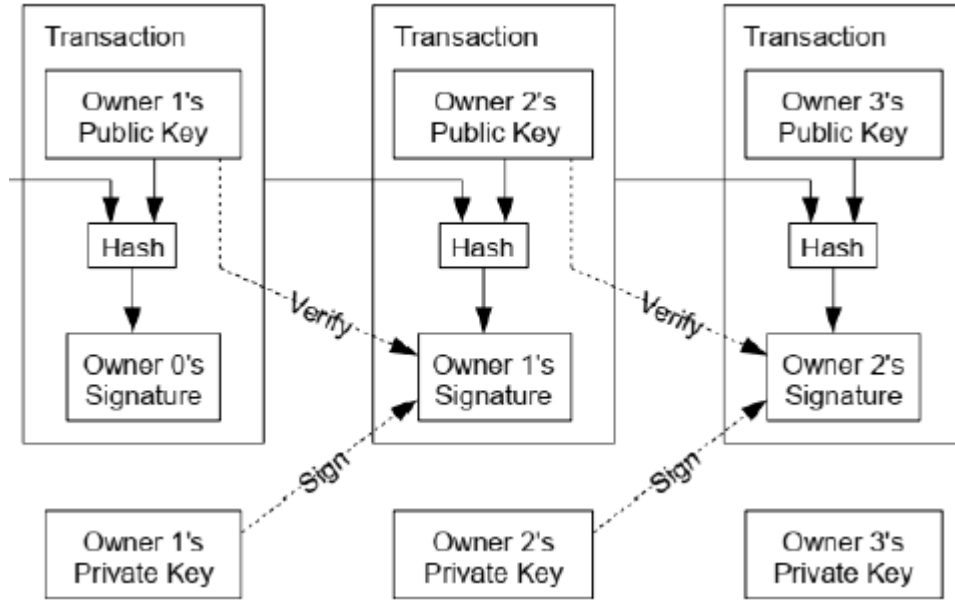 Transaction
Owner 1's
Public Key
Hash
Owner 0's
Signature
Transaction
Owner 2's
Public Key
Hash
Verify
Owner 1's
Signature
Transaction
Owner 3's
Public Key
Hash
Verify
Owner 2's
Signature
Sign
Sign
Owner 1's
Private Key
Owner 2's
Private Key
Owner 3's
Private Key